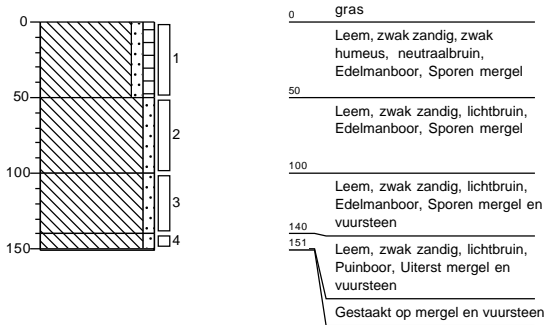 0
50
100
150
1
2
3
4
0
gras
Leem, zwak zandig, zwak
humeus, neutraalbruin,
Edelmanboor, Sporen mergel
50
Leem, zwak zandig, lichtbruin,
Edelmanboor, Sporen mergel
100
Leem, zwak zandig, lichtbruin,
Edelmanboor, Sporen mergel en
vuursteen
140
151
Leem, zwak zandig, lichtbruin,
Puinboor, Uiterst mergel en
vuursteen
Gestaakt op mergel en vuursteen